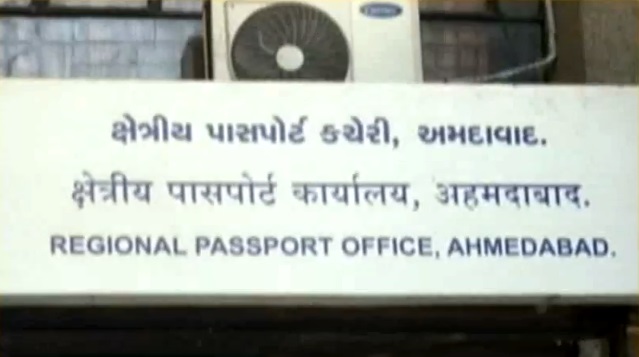 ક્ષેત્રીય પાસપોર્ટ કચેરી, અમદાવાદ.
क्षेत्रीय पासपोर्ट कार्यालय, अहमदाबाद.
REGIONAL PASSPORT OFFICE, AHMEDABAD.